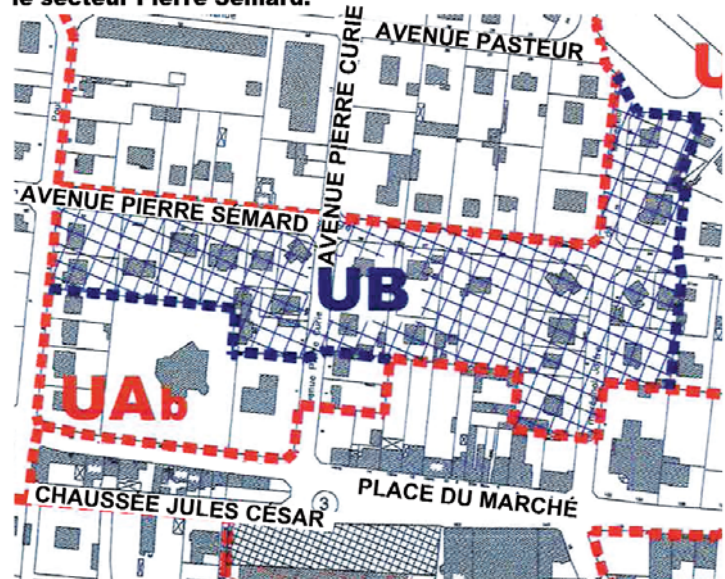 le secteur Pierre Sémard.
AVENUE PASTEUR
AVENUE PIERRE CURIE
U
AVENUE PIERRE SÉMARD
UB
UAb
PLACE DU MARCHÉ
3
CHAUSSÉE JULES CÉSAR